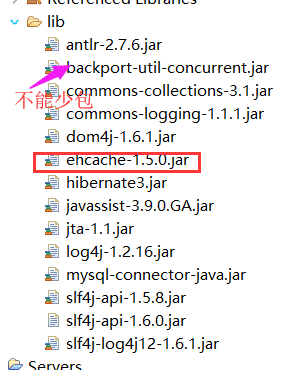 Referenced Libraries
lib
antlr-2.7.6.jar
backport-util-concurrent.jar
不能少包
commons-collections-3.1.jar
commons-logging-1.1.1.jar
dom4j-1.6.1.jar
ehcache-1.5.0.jar
hibernate3.jar
javassist-3.9.0.GA.jar
jta-1.1.jar
log4j-1.2.16.jar
mysql-connector-java.jar
slf4j-api-1.5.8.jar
slf4j-api-1.6.0.jar
slf4j-log4j12-1.6.1.jar
Servers